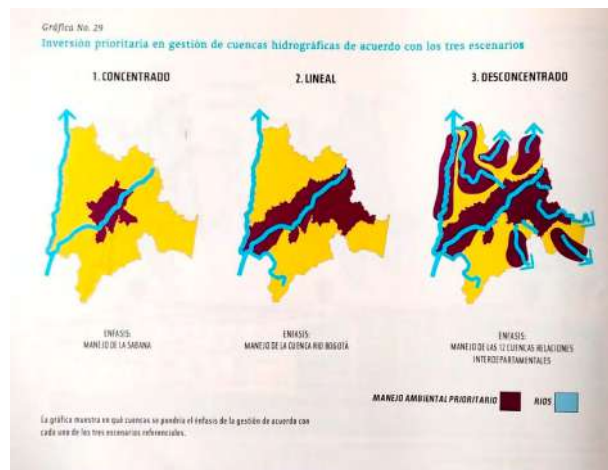 Gráfica No. 29
Inversión prioritaria en gestión de cuencas hidrográficas de acuerdo con los tres escenarios
1. CONCENTRADO
2. LINEAL
3. DESCONCENTRADO
ENFASIS:
MANEJO DE LA SABANA
ENFASIS:
MANEJO DE LA CUENCA RIO BOGOTÁ
ENFASIS:
MANEJO DE LAS 12 CUENCAS RELACIONES
INTERDEPARTAMENTALES
MANEJO AMBIENTAL PRIORITARIO
RIOS
La gráfica muestra en qué cuencas se pondría el énfasis de la gestión de acuerdo con
cada uno de los tres escenarios referenciales.